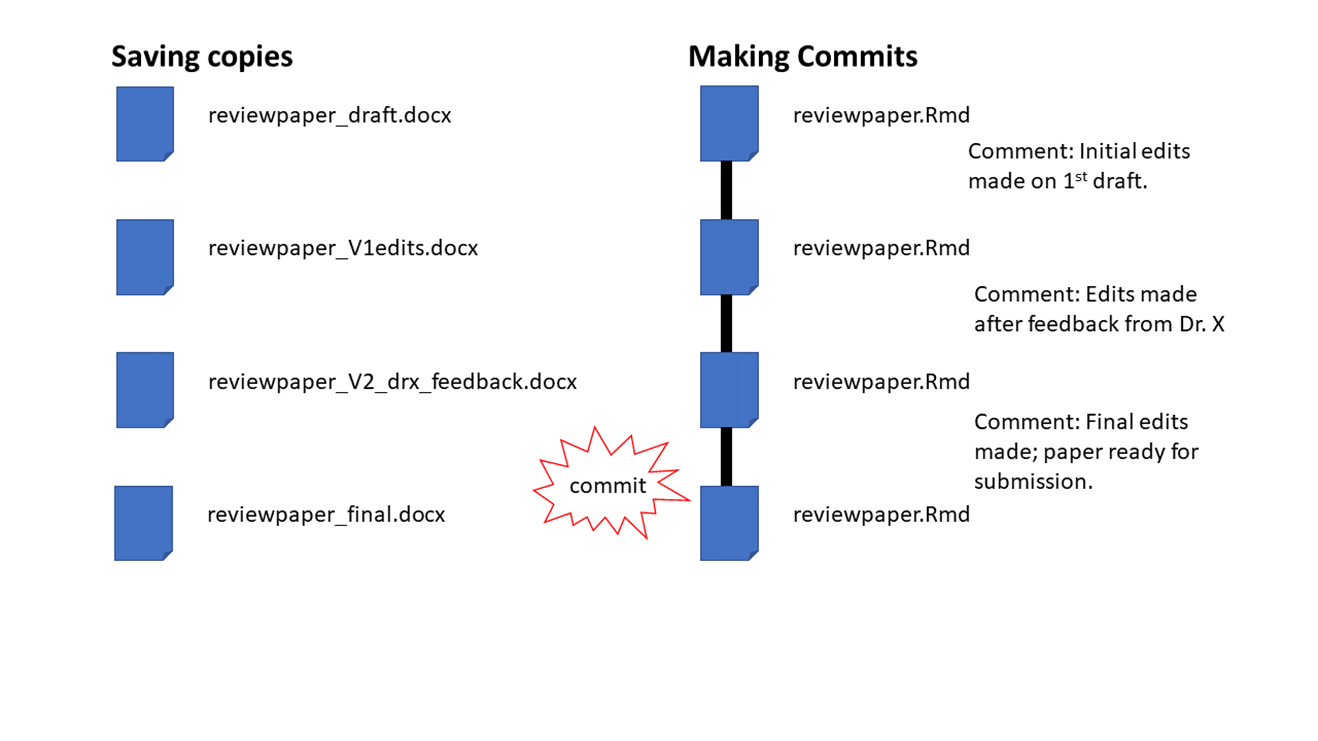 Saving copies
reviewpaper_draft.docx
reviewpaper_V1edits.docx
reviewpaper_V2_drx_feedback.docx
reviewpaper_final.docx
Making Commits
reviewpaper.Rmd
Comment: Initial edits
made on 1st draft.
reviewpaper.Rmd
Comment: Edits made
after feedback from Dr. X
reviewpaper.Rmd
Comment: Final edits
made; paper ready for
submission.
commit
reviewpaper.Rmd